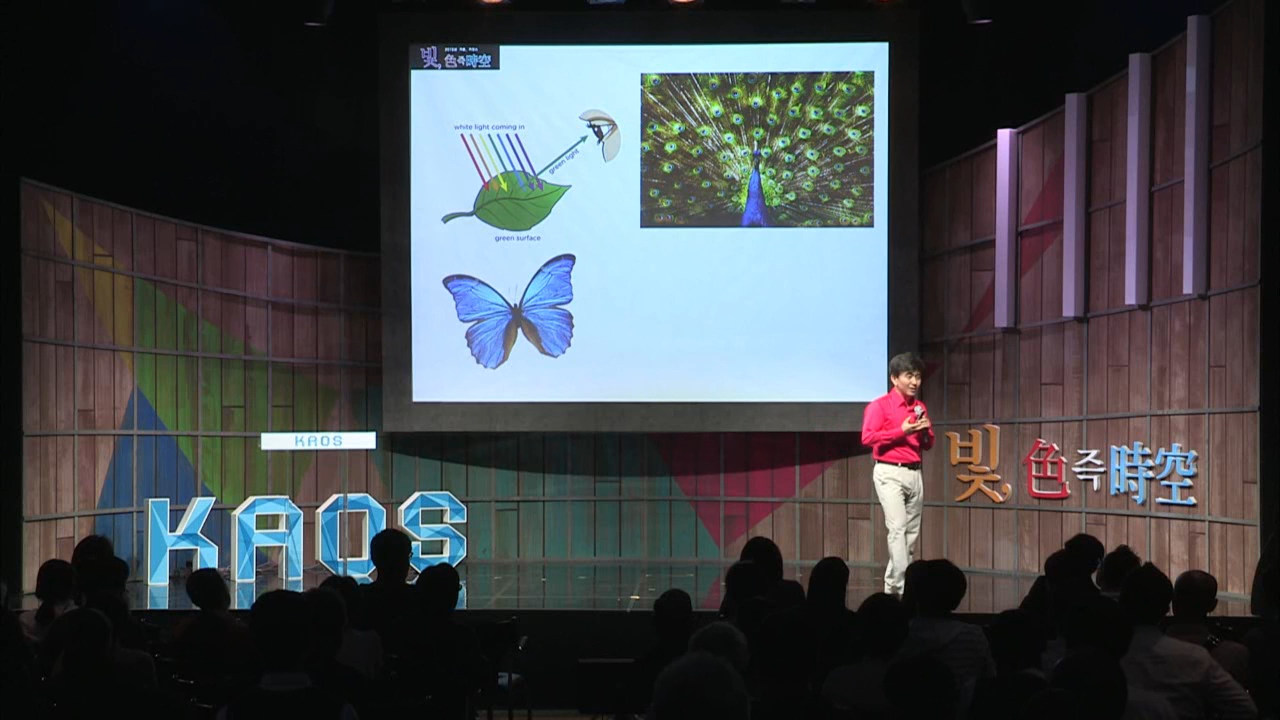 빛, 色즉時空
white light coming in
green light
green surface
KAOS
KAOS
빛, 色즉時空